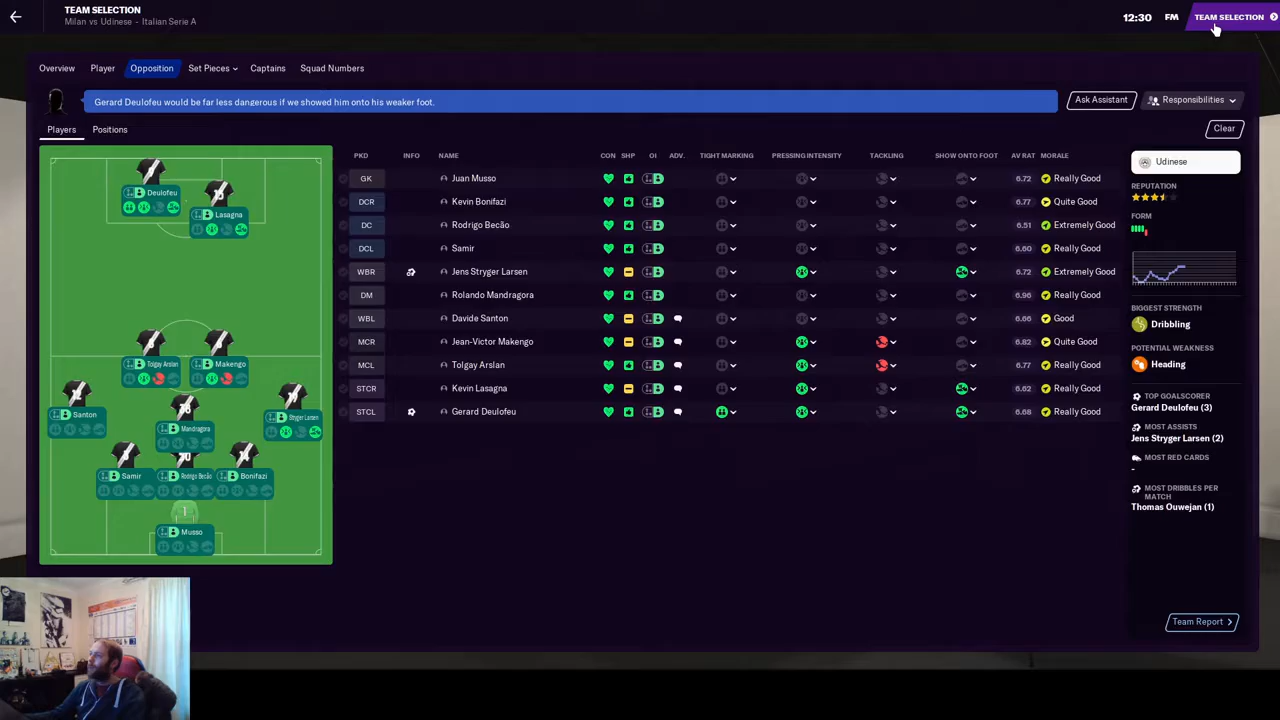 TEAM SELECTION
Milan vs Udinese - Italian Serie A
12:30 FM TEAM SELECTION
Overview Player Opposition Set Pieces Captains Squad Numbers
Gerard Deulofeu would be far less dangerous if we showed him onto his weaker foot.
Ask Assistant Responsibilities
Players Positions
Clear
PKD INFO NAME CON SHP OI ADV. TIGHT MARKING PRESSING INTENSITY TACKLING SHOW ONTO FOOT AV RAT MORALE
GK Juan Musso 6.72 Really Good
DCR Kevin Bonifazi 6.77 Quite Good
DC Rodrigo Becão 6.51 Extremely Good
DCL Samir 6.60 Really Good
WBR Jens Stryger Larsen 6.72 Extremely Good
DM Rolando Mandragora 6.96 Really Good
WBL Davide Santon 6.66 Good
MCR Jean-Victor Makengo 6.82 Quite Good
MCL Tolgay Arslan 6.77 Really Good
STCR Kevin Lasagna 6.62 Really Good
STCL Gerard Deulofeu 6.68 Really Good
Deulofeu
Lasagna
Tolgay Arslan Makengo
Santon Mandragora Stryger Larsen
Samir Rodrigo Becão Bonifazi
1
Musso
Udinese
REPUTATION
FORM
BIGGEST STRENGTH
Dribbling
POTENTIAL WEAKNESS
Heading
TOP GOALSCORER
Gerard Deulofeu (3)
MOST ASSISTS
Jens Stryger Larsen (2)
MOST RED CARDS
-
MOST DRIBBLES PER
MATCH
Thomas Ouwejan (1)
Team Report